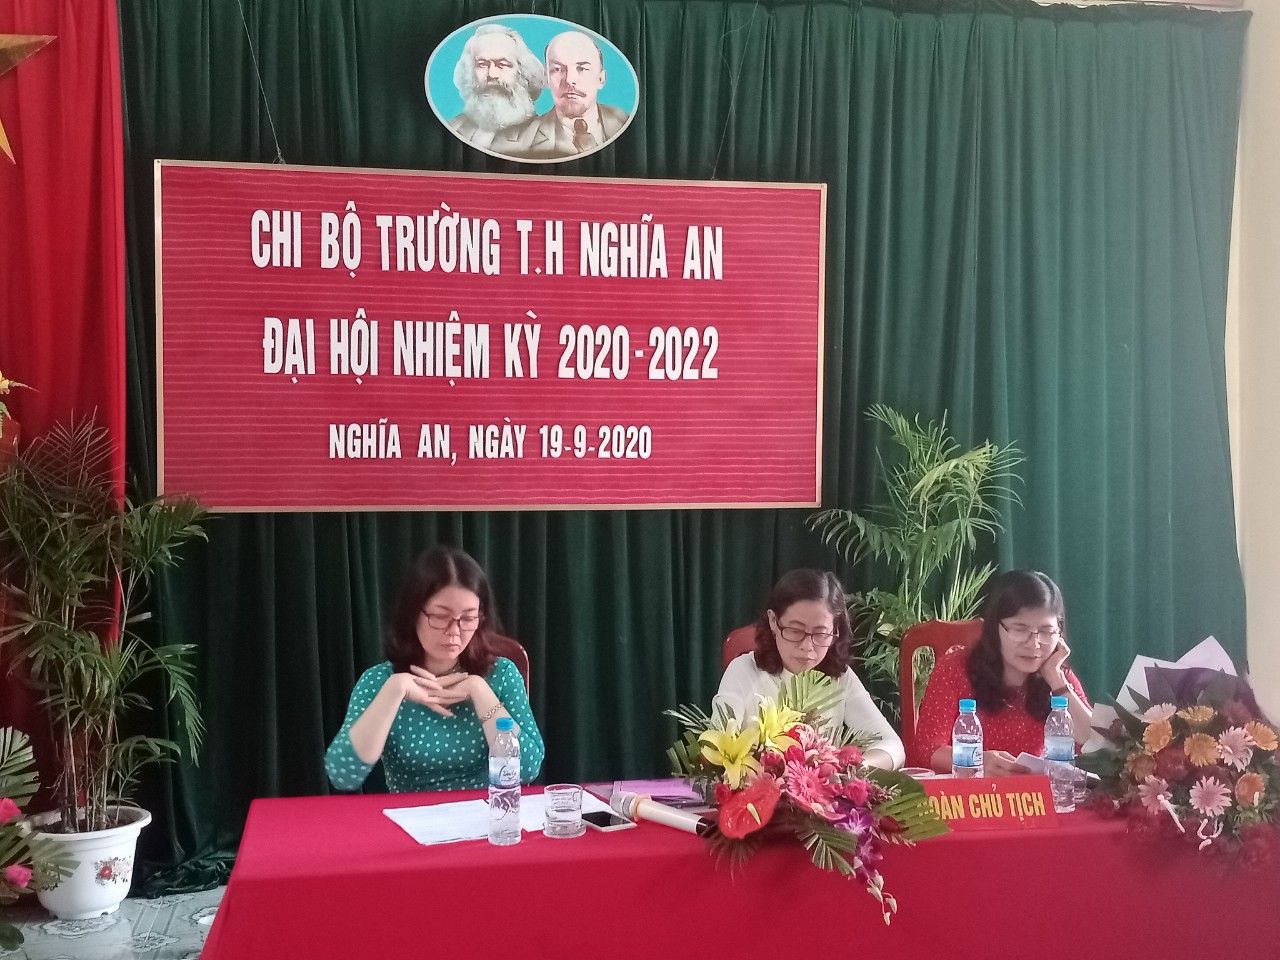 CHI BỘ TRƯỜNG T.H NGHĨA AN
ĐẠI HỘI NHIỆM KỲ 2020-2022
NGHĨA AN, NGÀY 19-9-2020
CHỦ TỊCH